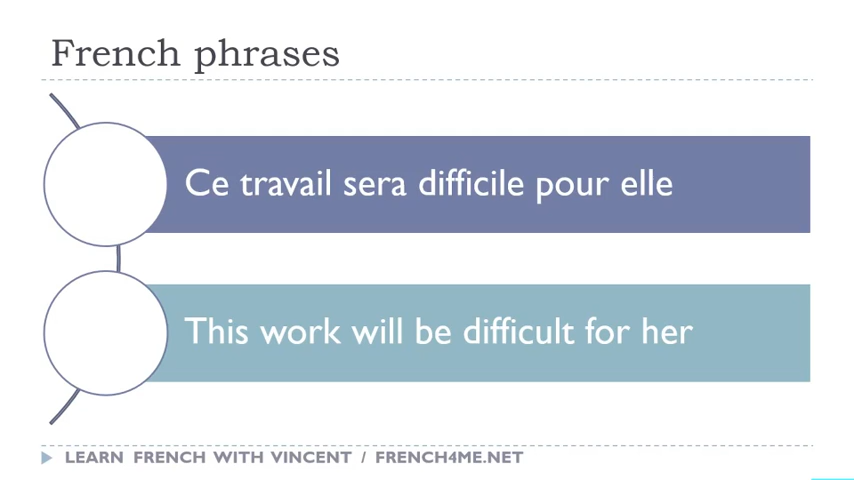 French phrases
Ce travail sera difficile pour elle
This work will be difficult for her
LEARN FRENCH WITH VINCENT / FRENCH4ME.NET